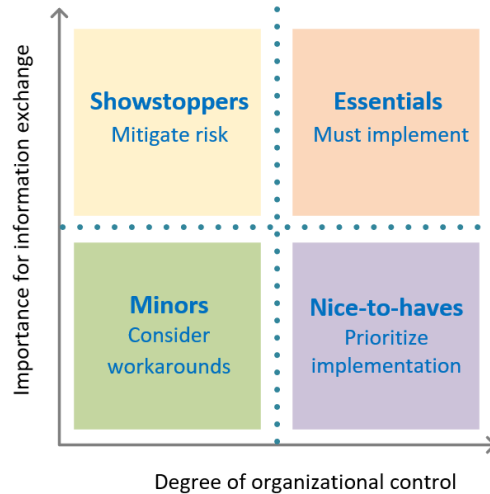 Importance for information exchange
Showstoppers
Mitigate risk
Essentials
Must implement
Minors
Consider
workarounds
Nice-to-haves
Prioritize
implementation
Degree of organizational control